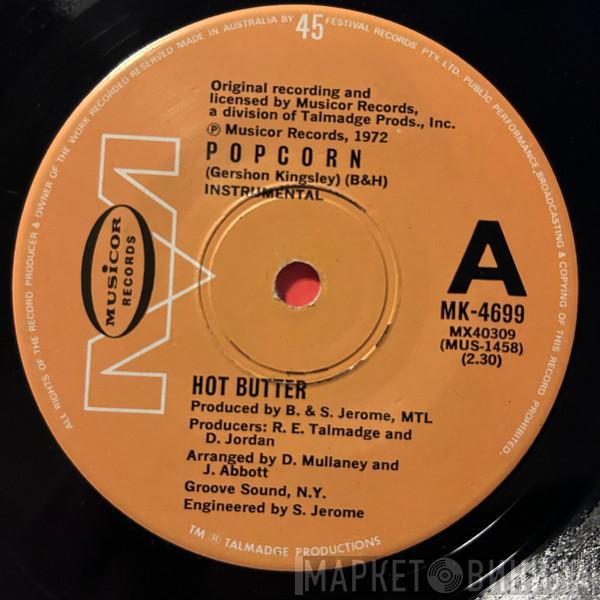 ALL RIGHTS OF THE RECORD PRODUCER & OWNER OF THE WORK RECORDED RESERVED MADE IN AUSTRALIA BY 45 FESTIVAL RECORDS PTY. LTD. PUBLIC PERFORMANCE, BROADCASTING & COPYING OF THIS RECORD PROHIBITED.
Original recording and
licensed by Musicor Records,
a division of Talmadge Prods., Inc.
Ⓟ Musicor Records, 1972
POPCORN
(Gershon Kingsley) (B&H)
INSTRUMENTAL
MUSICOR
RECORDS
A
MK-4699
MX40309
(MUS-1458)
(2.30)
HOT BUTTER
Produced by B. & S. Jerome, MTL
Producers: R. E. Talmadge and
D. Jordan
Arranged by D. Mullaney and
J. Abbott
Groove Sound, N.Y.
Engineered by S. Jerome
TM ® TALMADGE PRODUCTIONS
МАРКЕТ ВИНИЛА